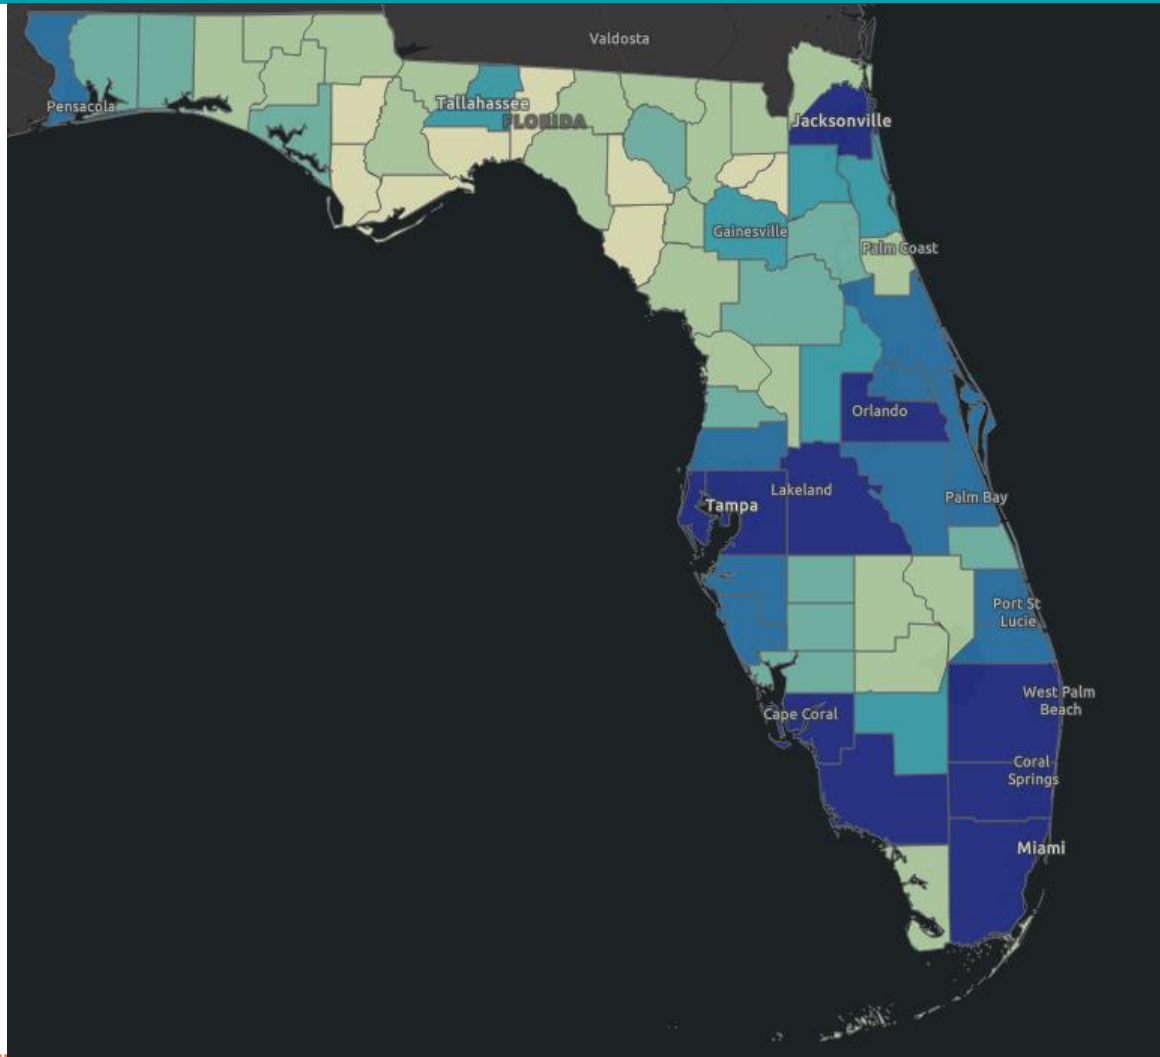 Valdosta
Pensacola
Tallahassee
FLORIDA
Jacksonville
Gainesville
Palm Coast
Orlando
Lakeland
Tampa
Palm Bay
Port St
Lucie
West Palm
Beach
Cape Coral
Coral
Springs
Miami